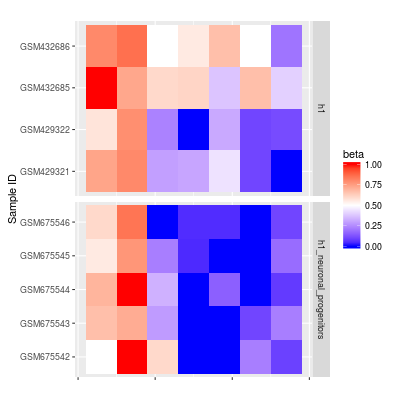 GSM432686
GSM432685
GSM429322
GSM429321
h1
GSM675546
GSM675545
GSM675544
GSM675543
GSM675542
h1_neuronal_progenitors
Sample ID
beta
1.00
0.75
0.50
0.25
0.00